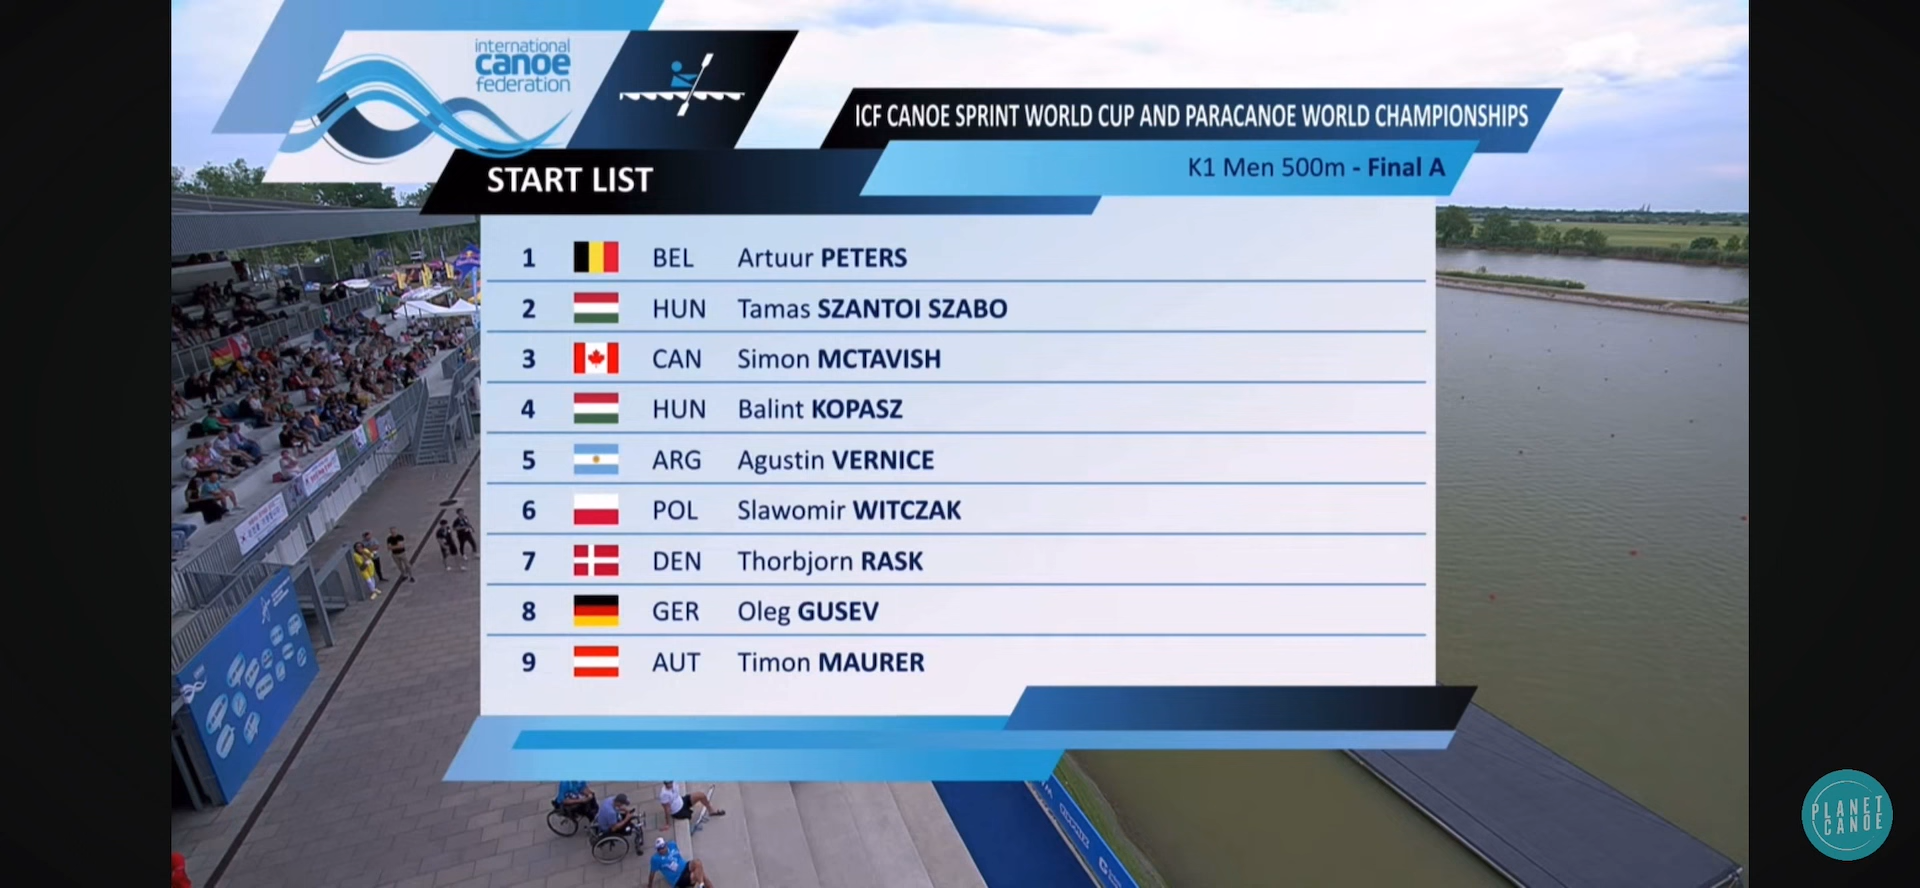 international
canoe
federation
ICF CANOE SPRINT WORLD CUP AND PARACANOE WORLD CHAMPIONSHIPS
K1 Men 500m - Final A
START LIST
1 BEL Artuur PETERS
2 HUN Tamas SZANTOI SZABO
3 CAN Simon MCTAVISH
4 HUN Balint KOPASZ
5 ARG Agustin VERNICE
6 POL Slawomir WITCZAK
7 DEN Thorbjorn RASK
8 GER Oleg GUSEV
9 AUT Timon MAURER
PLANET
CANOE